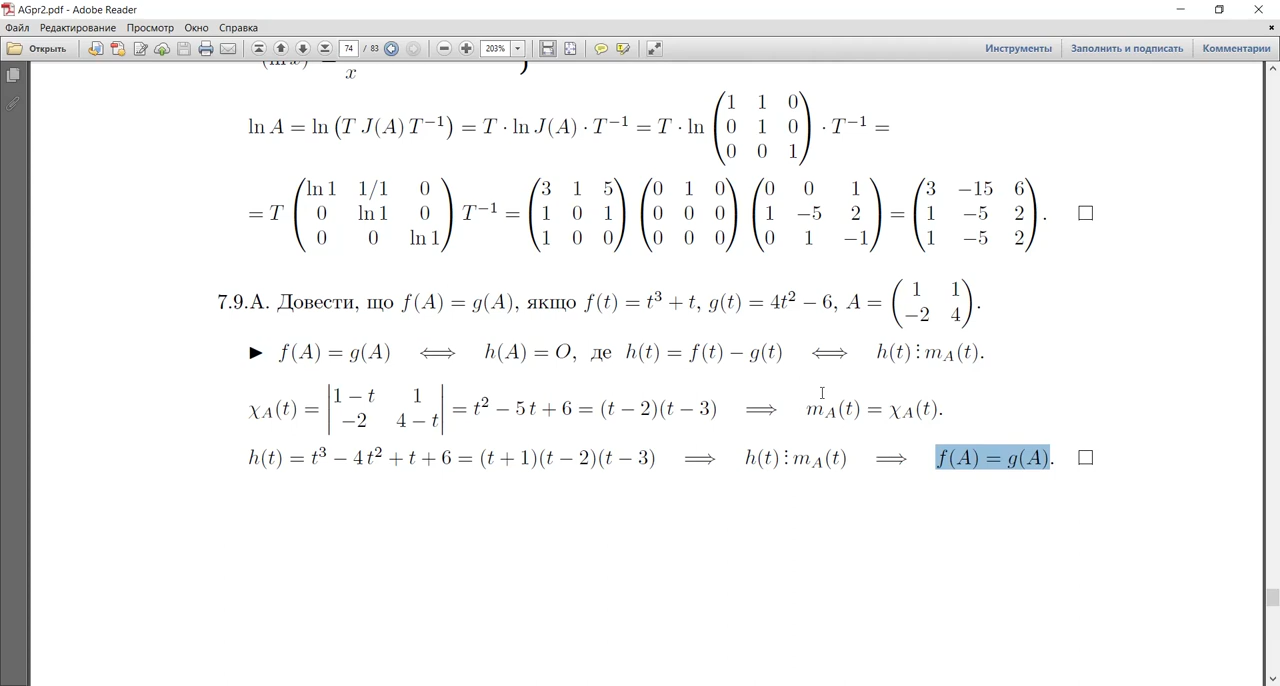 AGpr2.pdf - Adobe Reader
Файл Редактирование Просмотр Окно Справка
Открыть 74 / 83 203% Инструменты Заполнить и подписать Комментарии
x
ln A = ln (T J(A) T⁻¹) = T · ln J(A) · T⁻¹ = T · ln (1 1 0; 0 1 0; 0 0 1) · T⁻¹ =
= T (ln 1 1/1 0; 0 ln 1 0; 0 0 ln 1) T⁻¹ = (3 1 5; 1 0 1; 1 0 0) (0 1 0; 0 0 0; 0 0 0) (0 0 1; 1 −5 2; 0 1 −1) = (3 −15 6; 1 −5 2; 1 −5 2). □
7.9.A. Довести, що f(A) = g(A), якщо f(t) = t³ + t, g(t) = 4t² − 6, A = (1 1; −2 4).
► f(A) = g(A) ⟺ h(A) = O, де h(t) = f(t) − g(t) ⟺ h(t)⋮m_A(t).
χ_A(t) = |1 − t 1; −2 4 − t| = t² − 5t + 6 = (t − 2)(t − 3) ⟹ m_A(t) = χ_A(t).
h(t) = t³ − 4t² + t + 6 = (t + 1)(t − 2)(t − 3) ⟹ h(t)⋮m_A(t) ⟹ f(A) = g(A). □